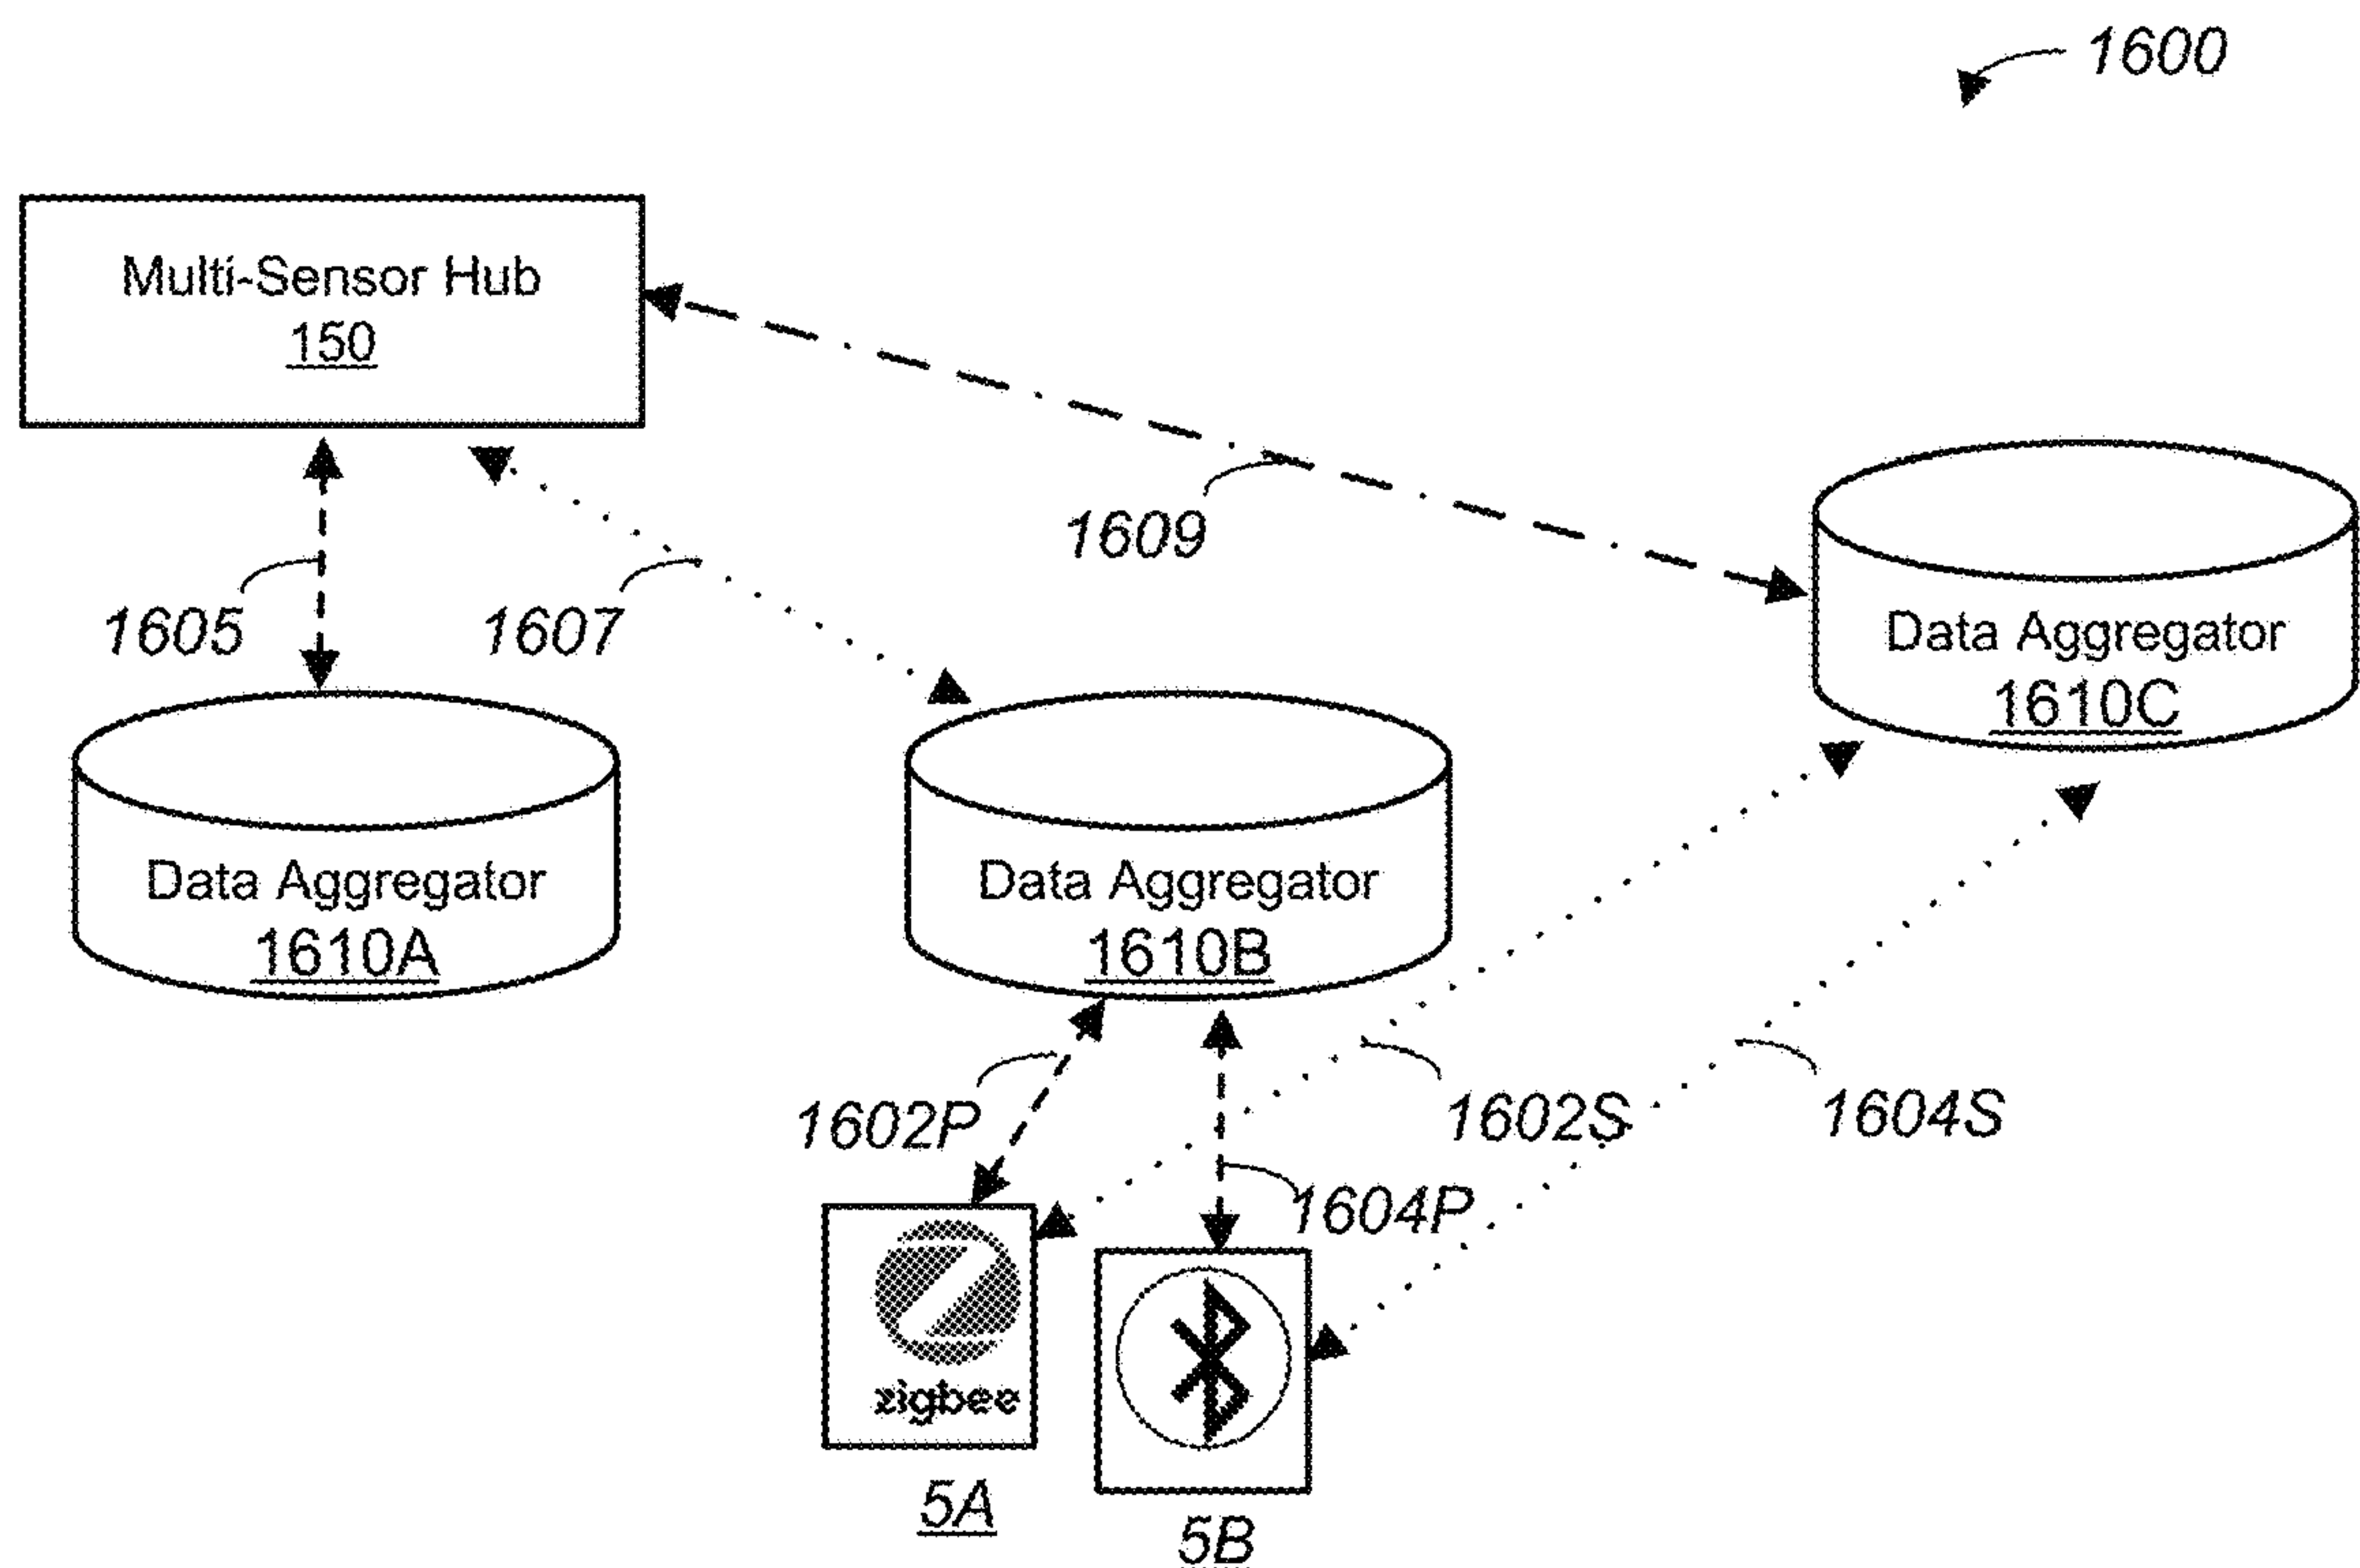 1600
Multi-Sensor Hub
150
1609
1605
1607
Data Aggregator
1610C
Data Aggregator
1610A
Data Aggregator
1610B
1602P
1602S
1604S
1604P
zigbee
5A
5B